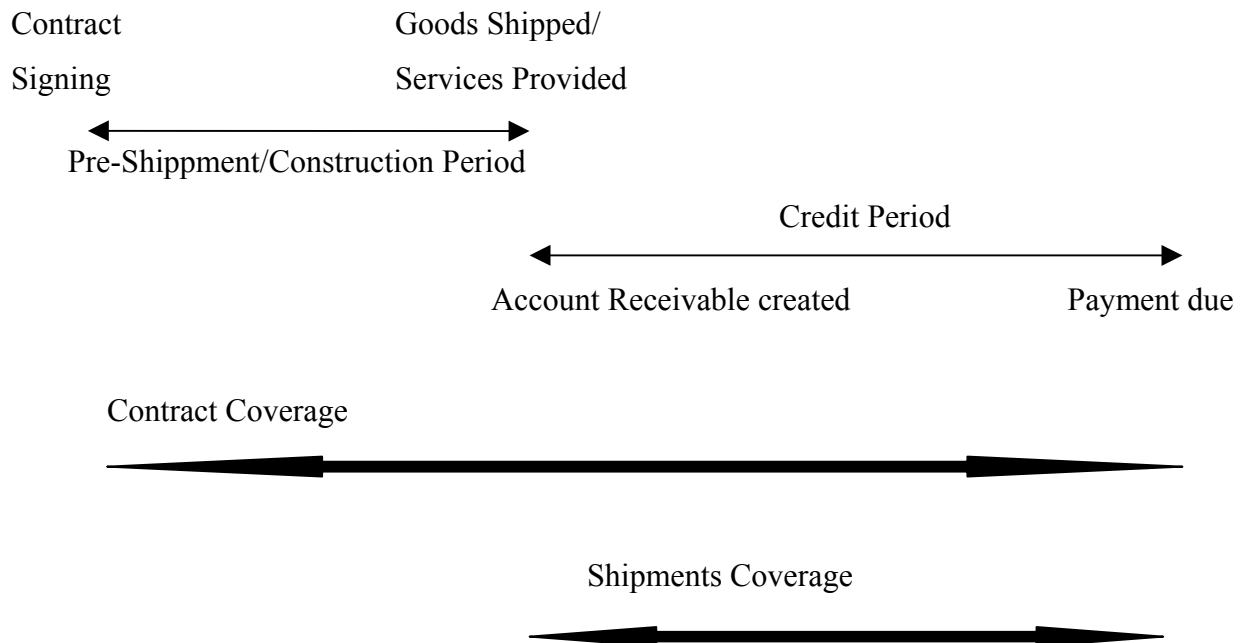 Contract
Signing
Goods Shipped/
Services Provided
Pre-Shippment/Construction Period
Credit Period
Account Receivable created
Payment due
Contract Coverage
Shipments Coverage